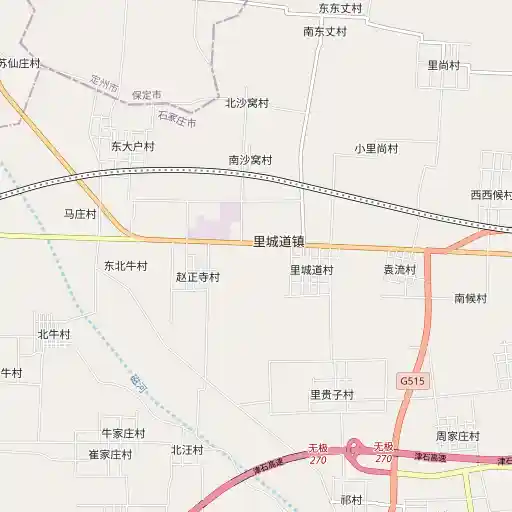 东东丈村
南东丈村
苏仙庄村
里尚村
定州市
保定市
北沙窝村
石家庄市
东大户村
小里尚村
南沙窝村
西西候村
马庄村
里城道镇
东北牛村
赵正寺村
里城道村
袁流村
南候村
北牛村
牛村
G515
里贵子村
牛家庄村
周家庄村
北汪村
崔家庄村
无极
270
无极
270
津石高速
津石高速
祁村